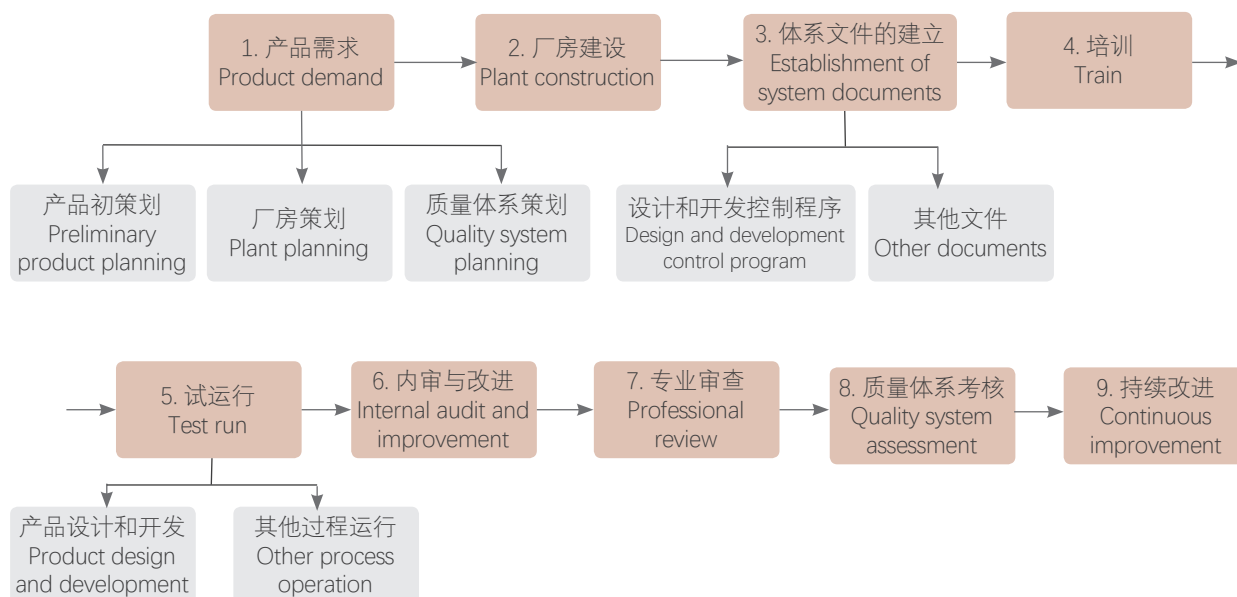 1. 产品需求
Product demand
2. 厂房建设
Plant construction
3. 体系文件的建立
Establishment of
system documents
4. 培训
Train
产品初策划
Preliminary
product planning
厂房策划
Plant planning
质量体系策划
Quality system
planning
设计和开发控制程序
Design and development
control program
其他文件
Other documents
5. 试运行
Test run
6. 内审与改进
Internal audit and
improvement
7. 专业审查
Professional
review
8. 质量体系考核
Quality system
assessment
9. 持续改进
Continuous
improvement
产品设计和开发
Product design
and development
其他过程运行
Other process
operation